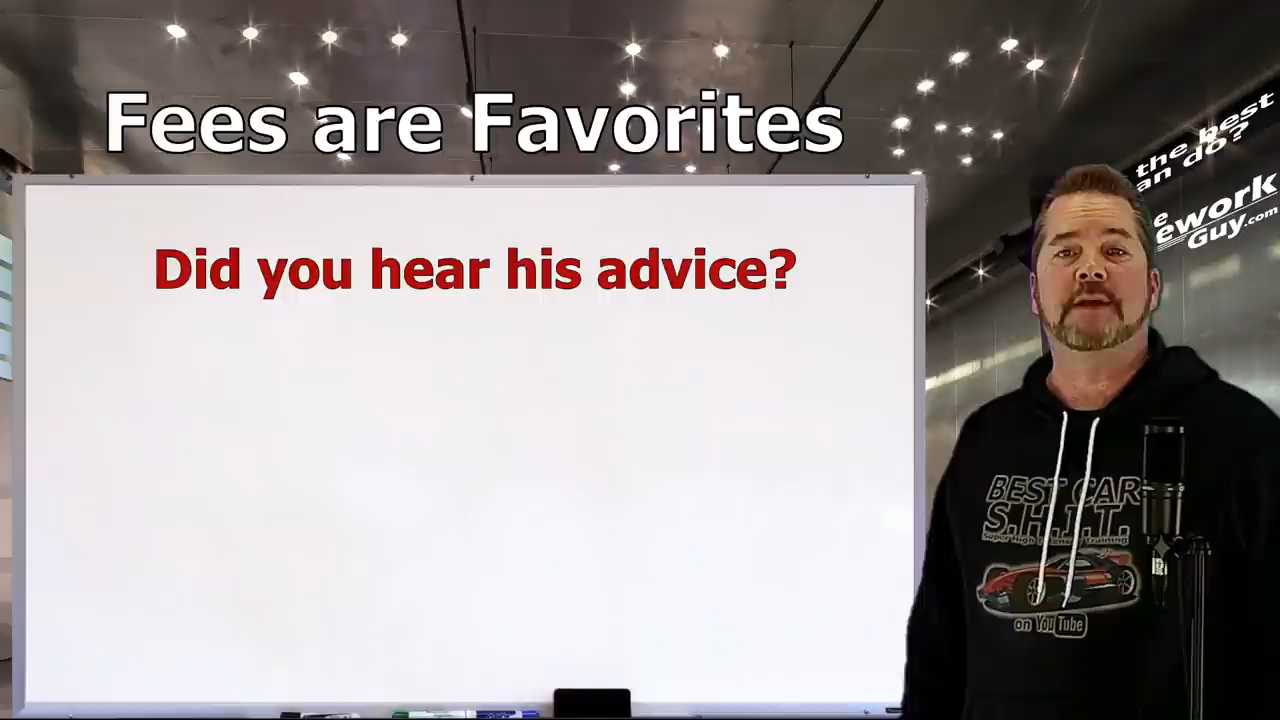 Fees are Favorites
Did you hear his advice?
the best
an do?
e
ework
Guy.com
BEST CAR
S.H.I.T.
Super High Intensity Training
on YouTube